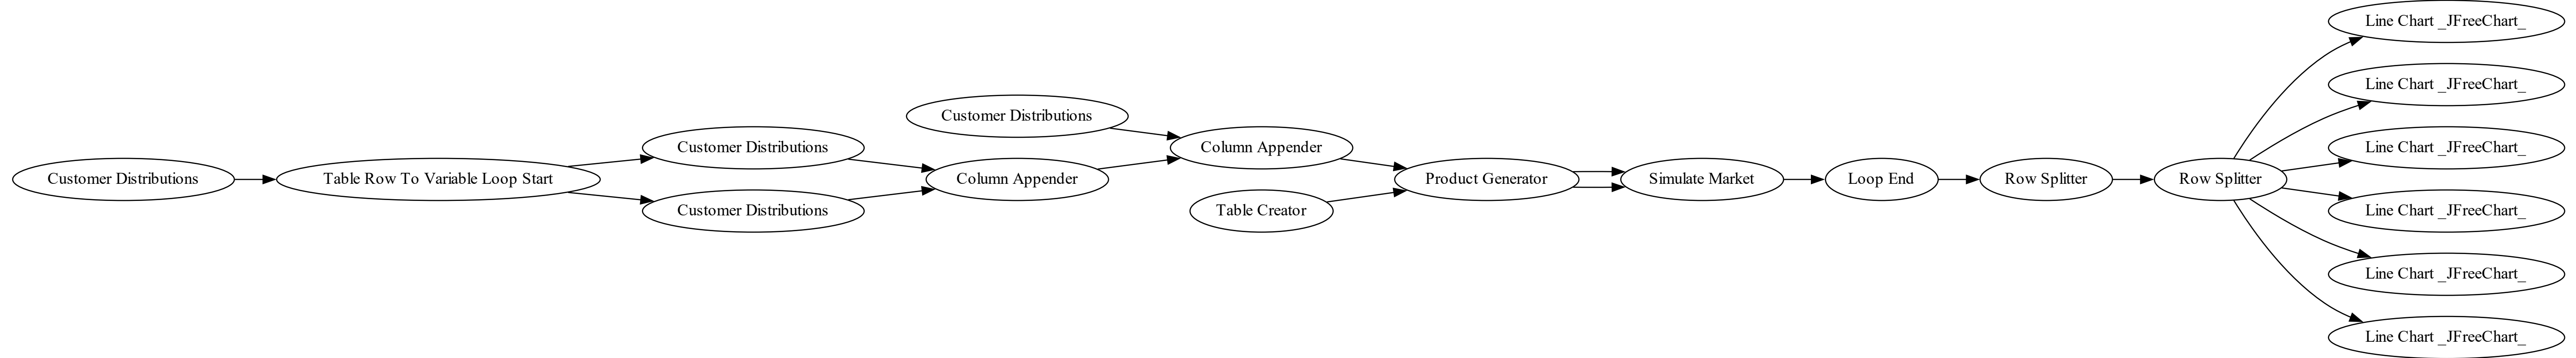 Customer Distributions
Table Row To Variable Loop Start
Customer Distributions
Customer Distributions
Customer Distributions
Column Appender
Column Appender
Table Creator
Product Generator
Simulate Market
Loop End
Row Splitter
Row Splitter
Line Chart _JFreeChart_
Line Chart _JFreeChart_
Line Chart _JFreeChart_
Line Chart _JFreeChart_
Line Chart _JFreeChart_
Line Chart _JFreeChart_